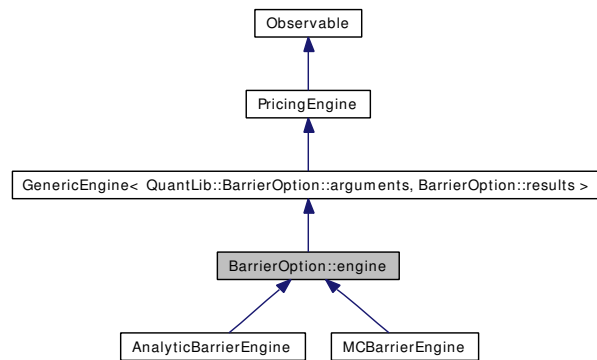 Observable
PricingEngine
GenericEngine< QuantLib::BarrierOption::arguments, BarrierOption::results >
BarrierOption::engine
AnalyticBarrierEngine
MCBarrierEngine